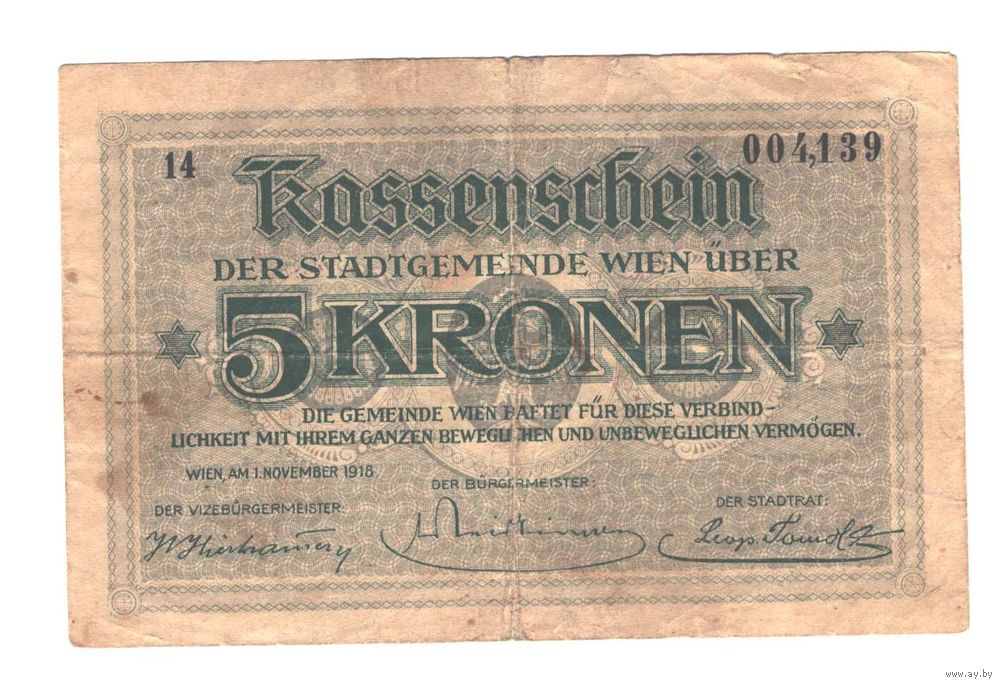 14
004,139
Kassenschein
DER STADTGEMEINDE WIEN ÜBER
5 KRONEN
DIE GEMEINDE WIEN HAFTET FÜR DIESE VERBIND-
LICHKEIT MIT IHREM GANZEN BEWEGLICHEN UND UNBEWEGLICHEN VERMÖGEN.
WIEN, AM 1. NOVEMBER 1918.
DER BÜRGERMEISTER:
DER VIZEBÜRGERMEISTER:
DER STADTRAT:
Leop.
www.ay.by